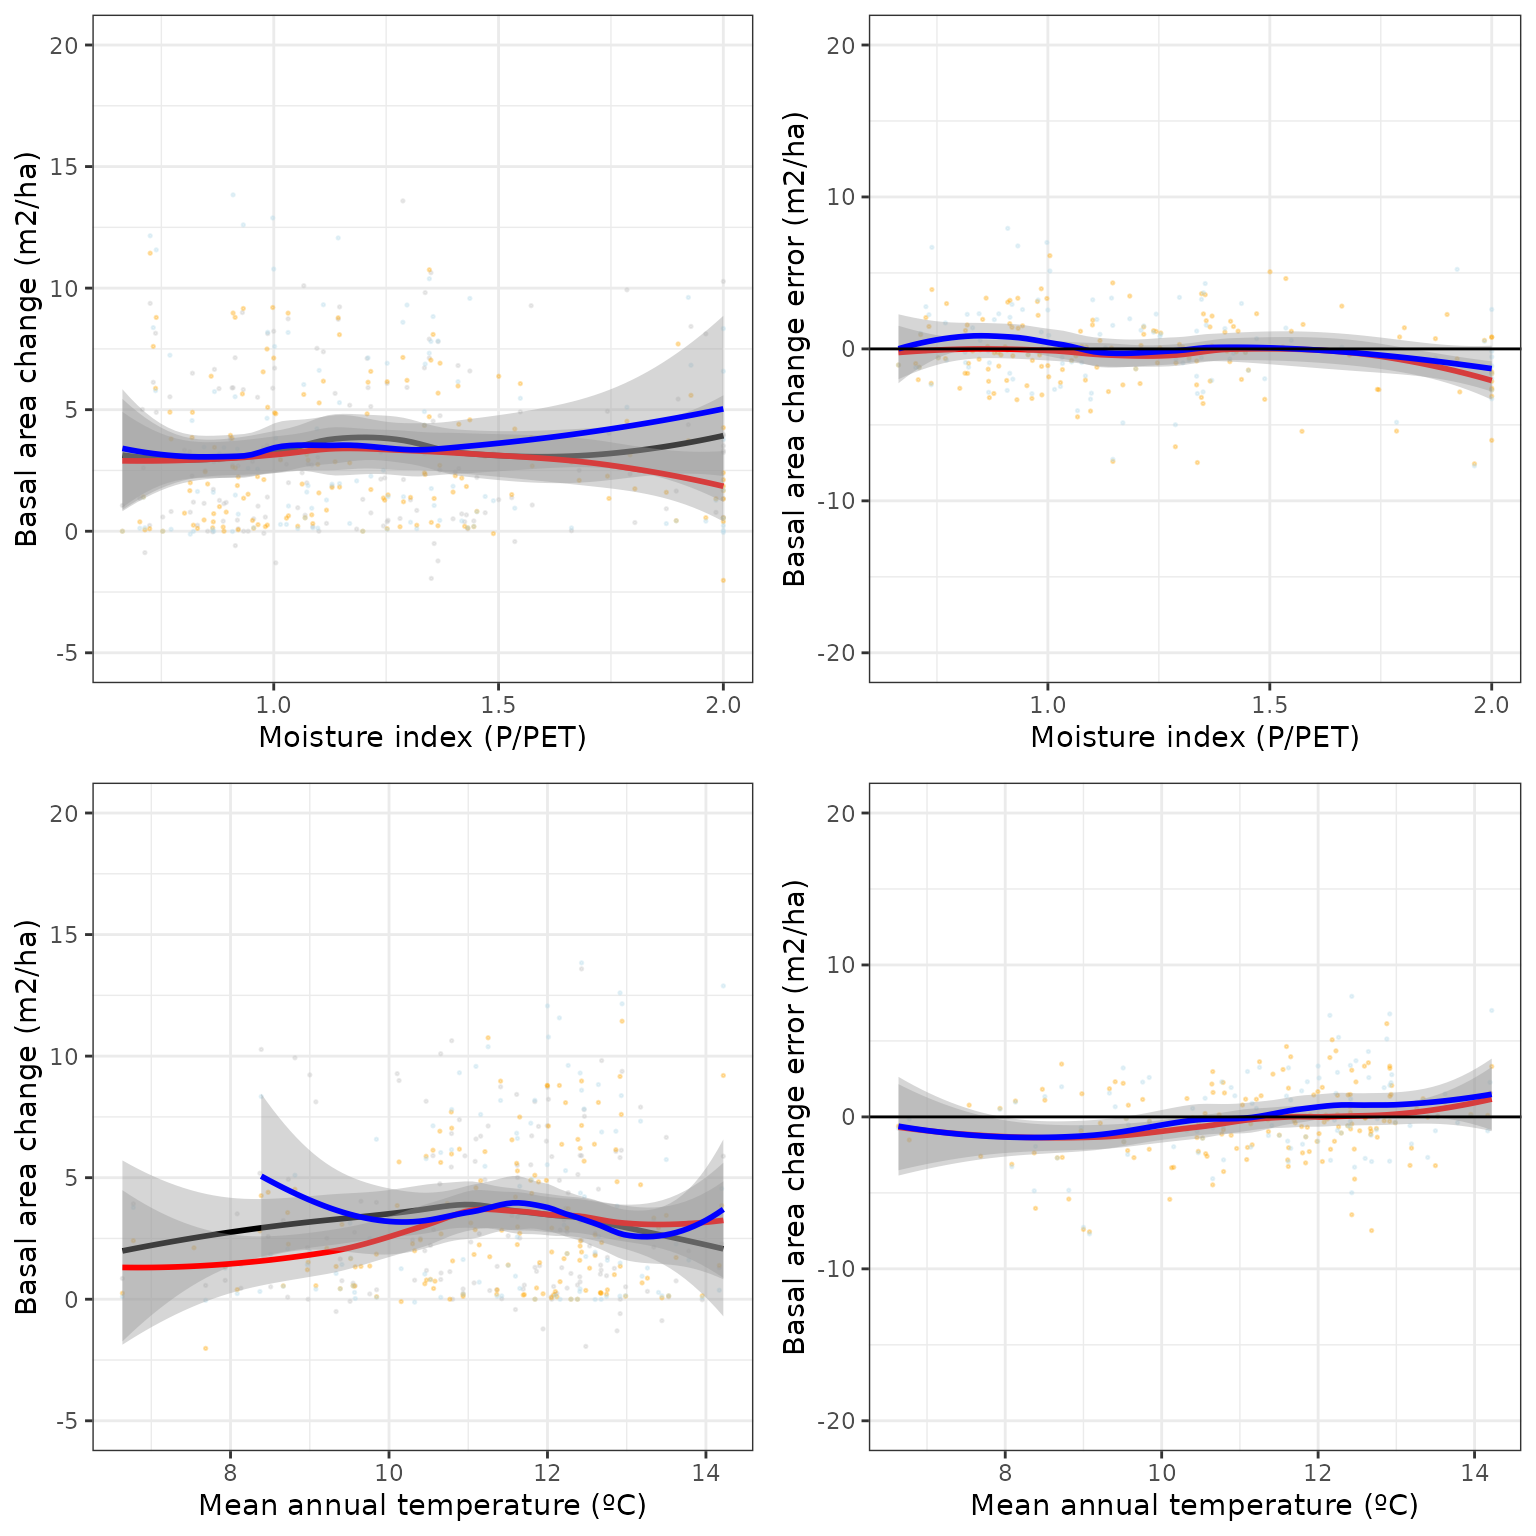 20
15
10
5
0
-5
Basal area change (m2/ha)
1.0 1.5 2.0
Moisture index (P/PET)
20
10
0
-10
-20
Basal area change error (m2/ha)
1.0 1.5 2.0
Moisture index (P/PET)
20
15
10
5
0
-5
Basal area change (m2/ha)
8 10 12 14
Mean annual temperature (ºC)
20
10
0
-10
-20
Basal area change error (m2/ha)
8 10 12 14
Mean annual temperature (ºC)